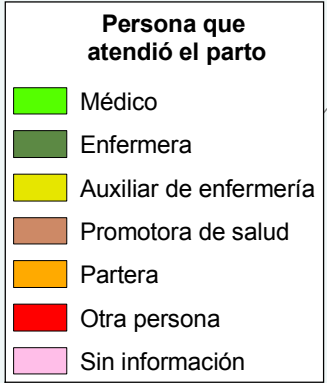 Persona que
atendió el parto
Médico
Enfermera
Auxiliar de enfermería
Promotora de salud
Partera
Otra persona
Sin información